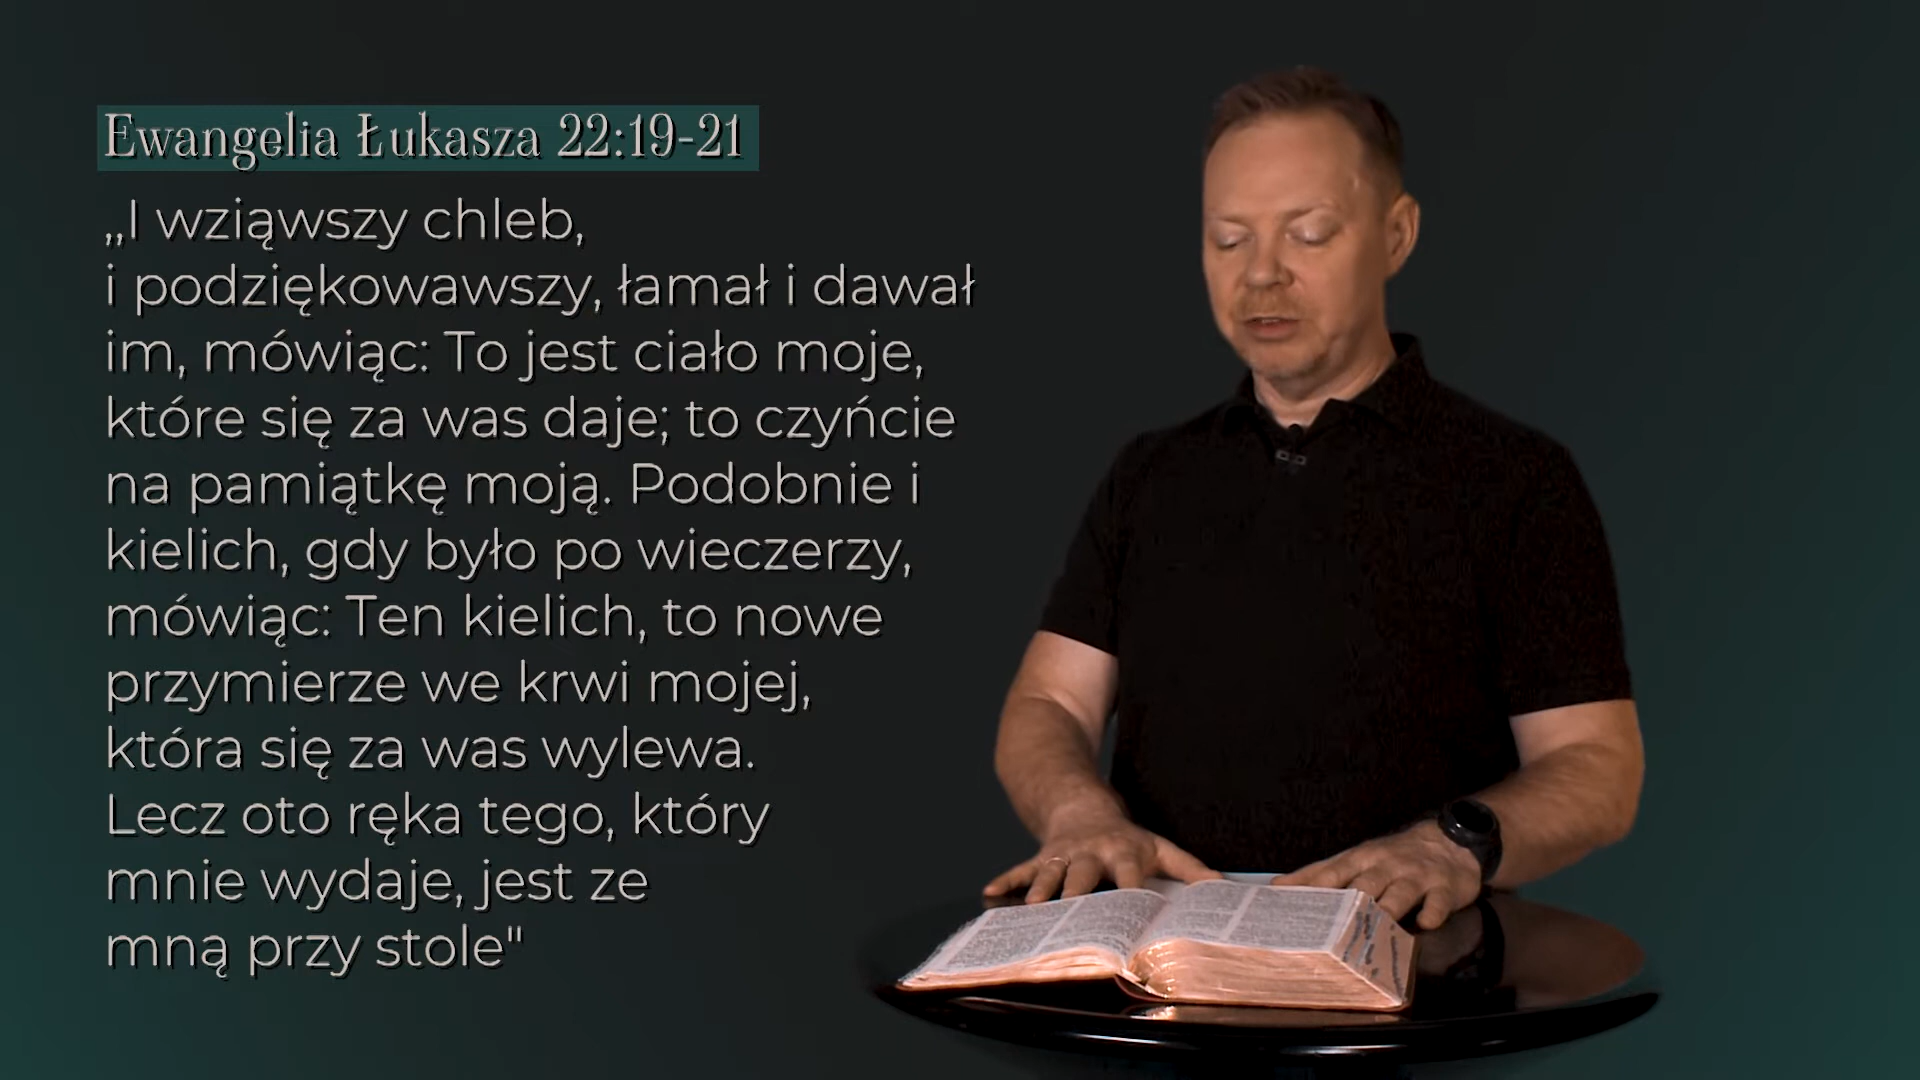 Ewangelia Łukasza 22:19-21
,,I wziąwszy chleb,
i podziękowawszy, łamał i dawał
im, mówiąc: To jest ciało moje,
które się za was daje; to czyńcie
na pamiątkę moją. Podobnie i
kielich, gdy było po wieczerzy,
mówiąc: Ten kielich, to nowe
przymierze we krwi mojej,
która się za was wylewa.
Lecz oto ręka tego, który
mnie wydaje, jest ze
mną przy stole"